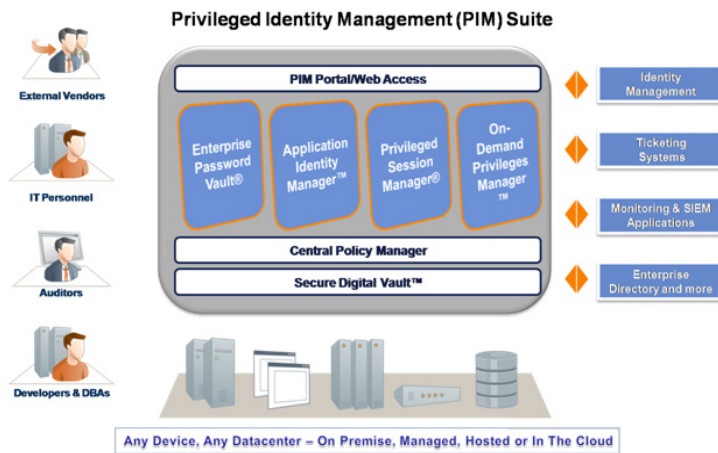 Privileged Identity Management (PIM) Suite
External Vendors
IT Personnel
Auditors
Developers & DBAs
PIM Portal/Web Access
Enterprise
Password
Vault®
Application
Identity
Manager™
Privileged
Session
Manager®
On-
Demand
Privileges
Manager
™
Central Policy Manager
Secure Digital Vault™
Identity
Management
Ticketing
Systems
Monitoring & SIEM
Applications
Enterprise
Directory and more
Any Device, Any Datacenter – On Premise, Managed, Hosted or In The Cloud